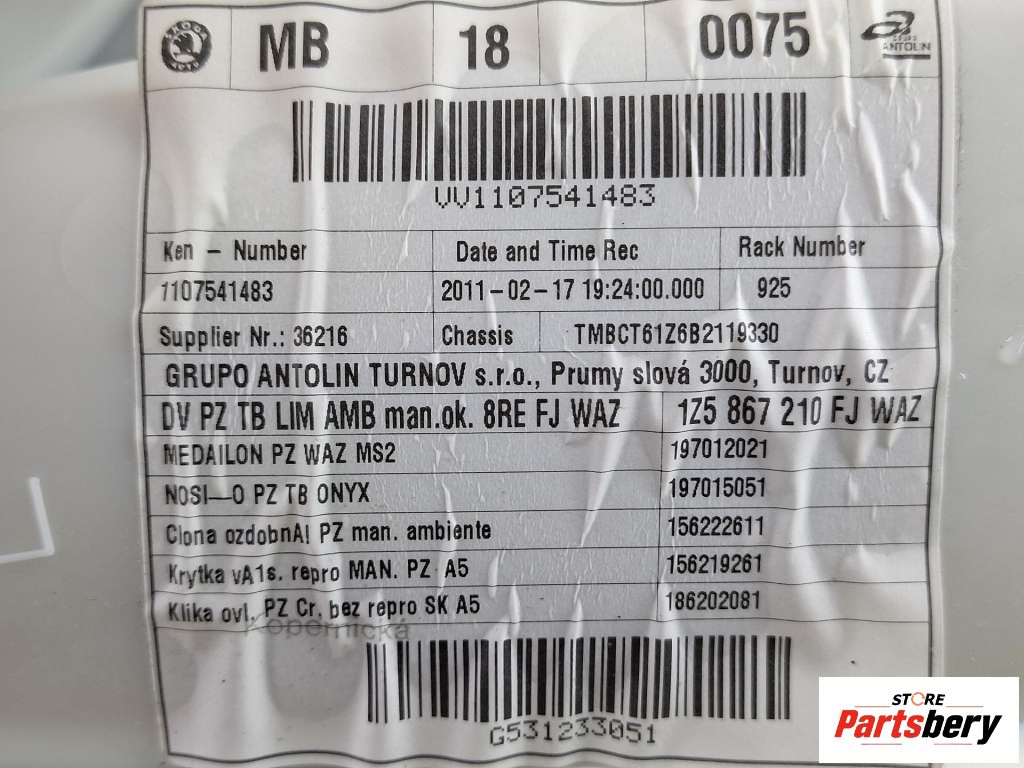 SKODA MB 18 0075 GRUPO ANTOLIN
VV1107541483
Ken - Number Date and Time Rec Rack Number
1107541483 2011-02-17 19:24:00.000 925
Supplier Nr.: 36216 Chassis TMBCT61Z6B2119330
GRUPO ANTOLIN TURNOV s.r.o., Prumy slová 3000, Turnov, CZ
DV PZ TB LIM AMB man.ok. 8RE FJ WAZ 1Z5 867 210 FJ WAZ
MEDAILON PZ WAZ MS2 197012021
NOSI—O PZ TB ONYX 197015051
Clona ozdobnA! PZ man. ambiente 156222611
Krytka vA1s. repro MAN. PZ A5 156219261
Klika ovl. PZ Cr. bez repro SK A5 186202081
Kopernická
G531233051
STORE
Partsbery